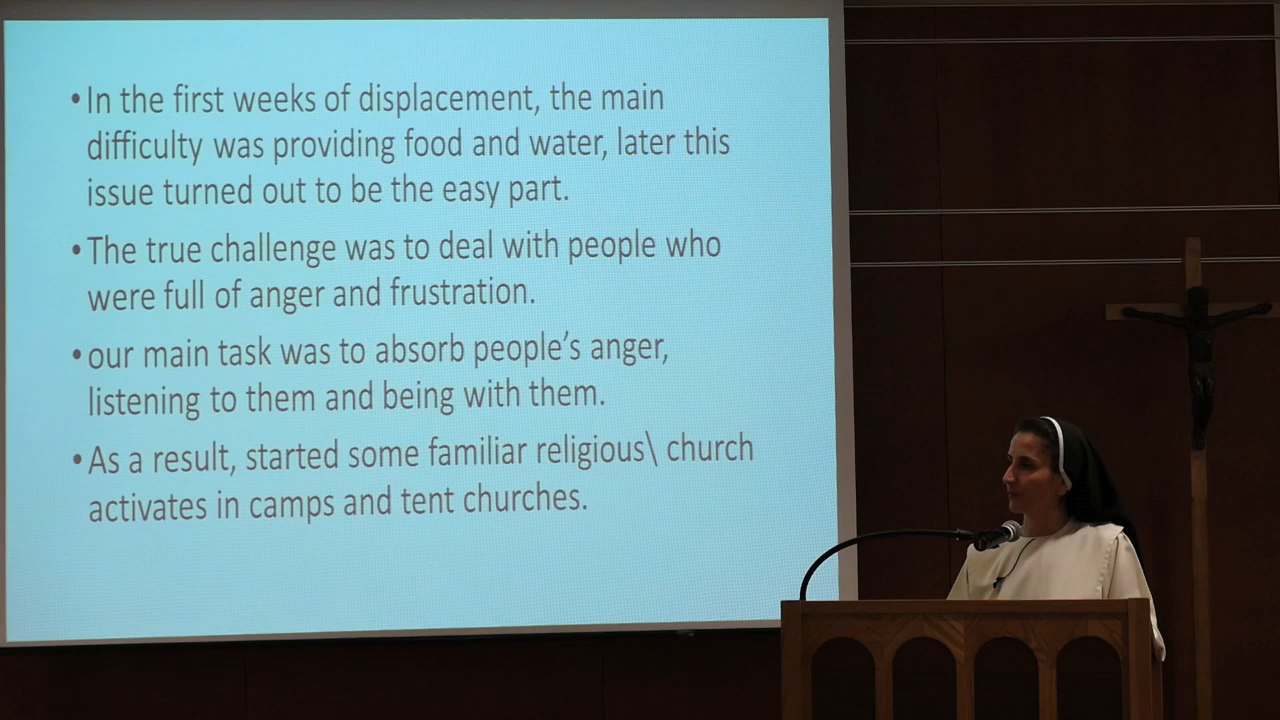 •In the first weeks of displacement, the main
difficulty was providing food and water, later this
issue turned out to be the easy part.
•The true challenge was to deal with people who
were full of anger and frustration.
•our main task was to absorb people’s anger,
listening to them and being with them.
•As a result, started some familiar religious\ church
activates in camps and tent churches.